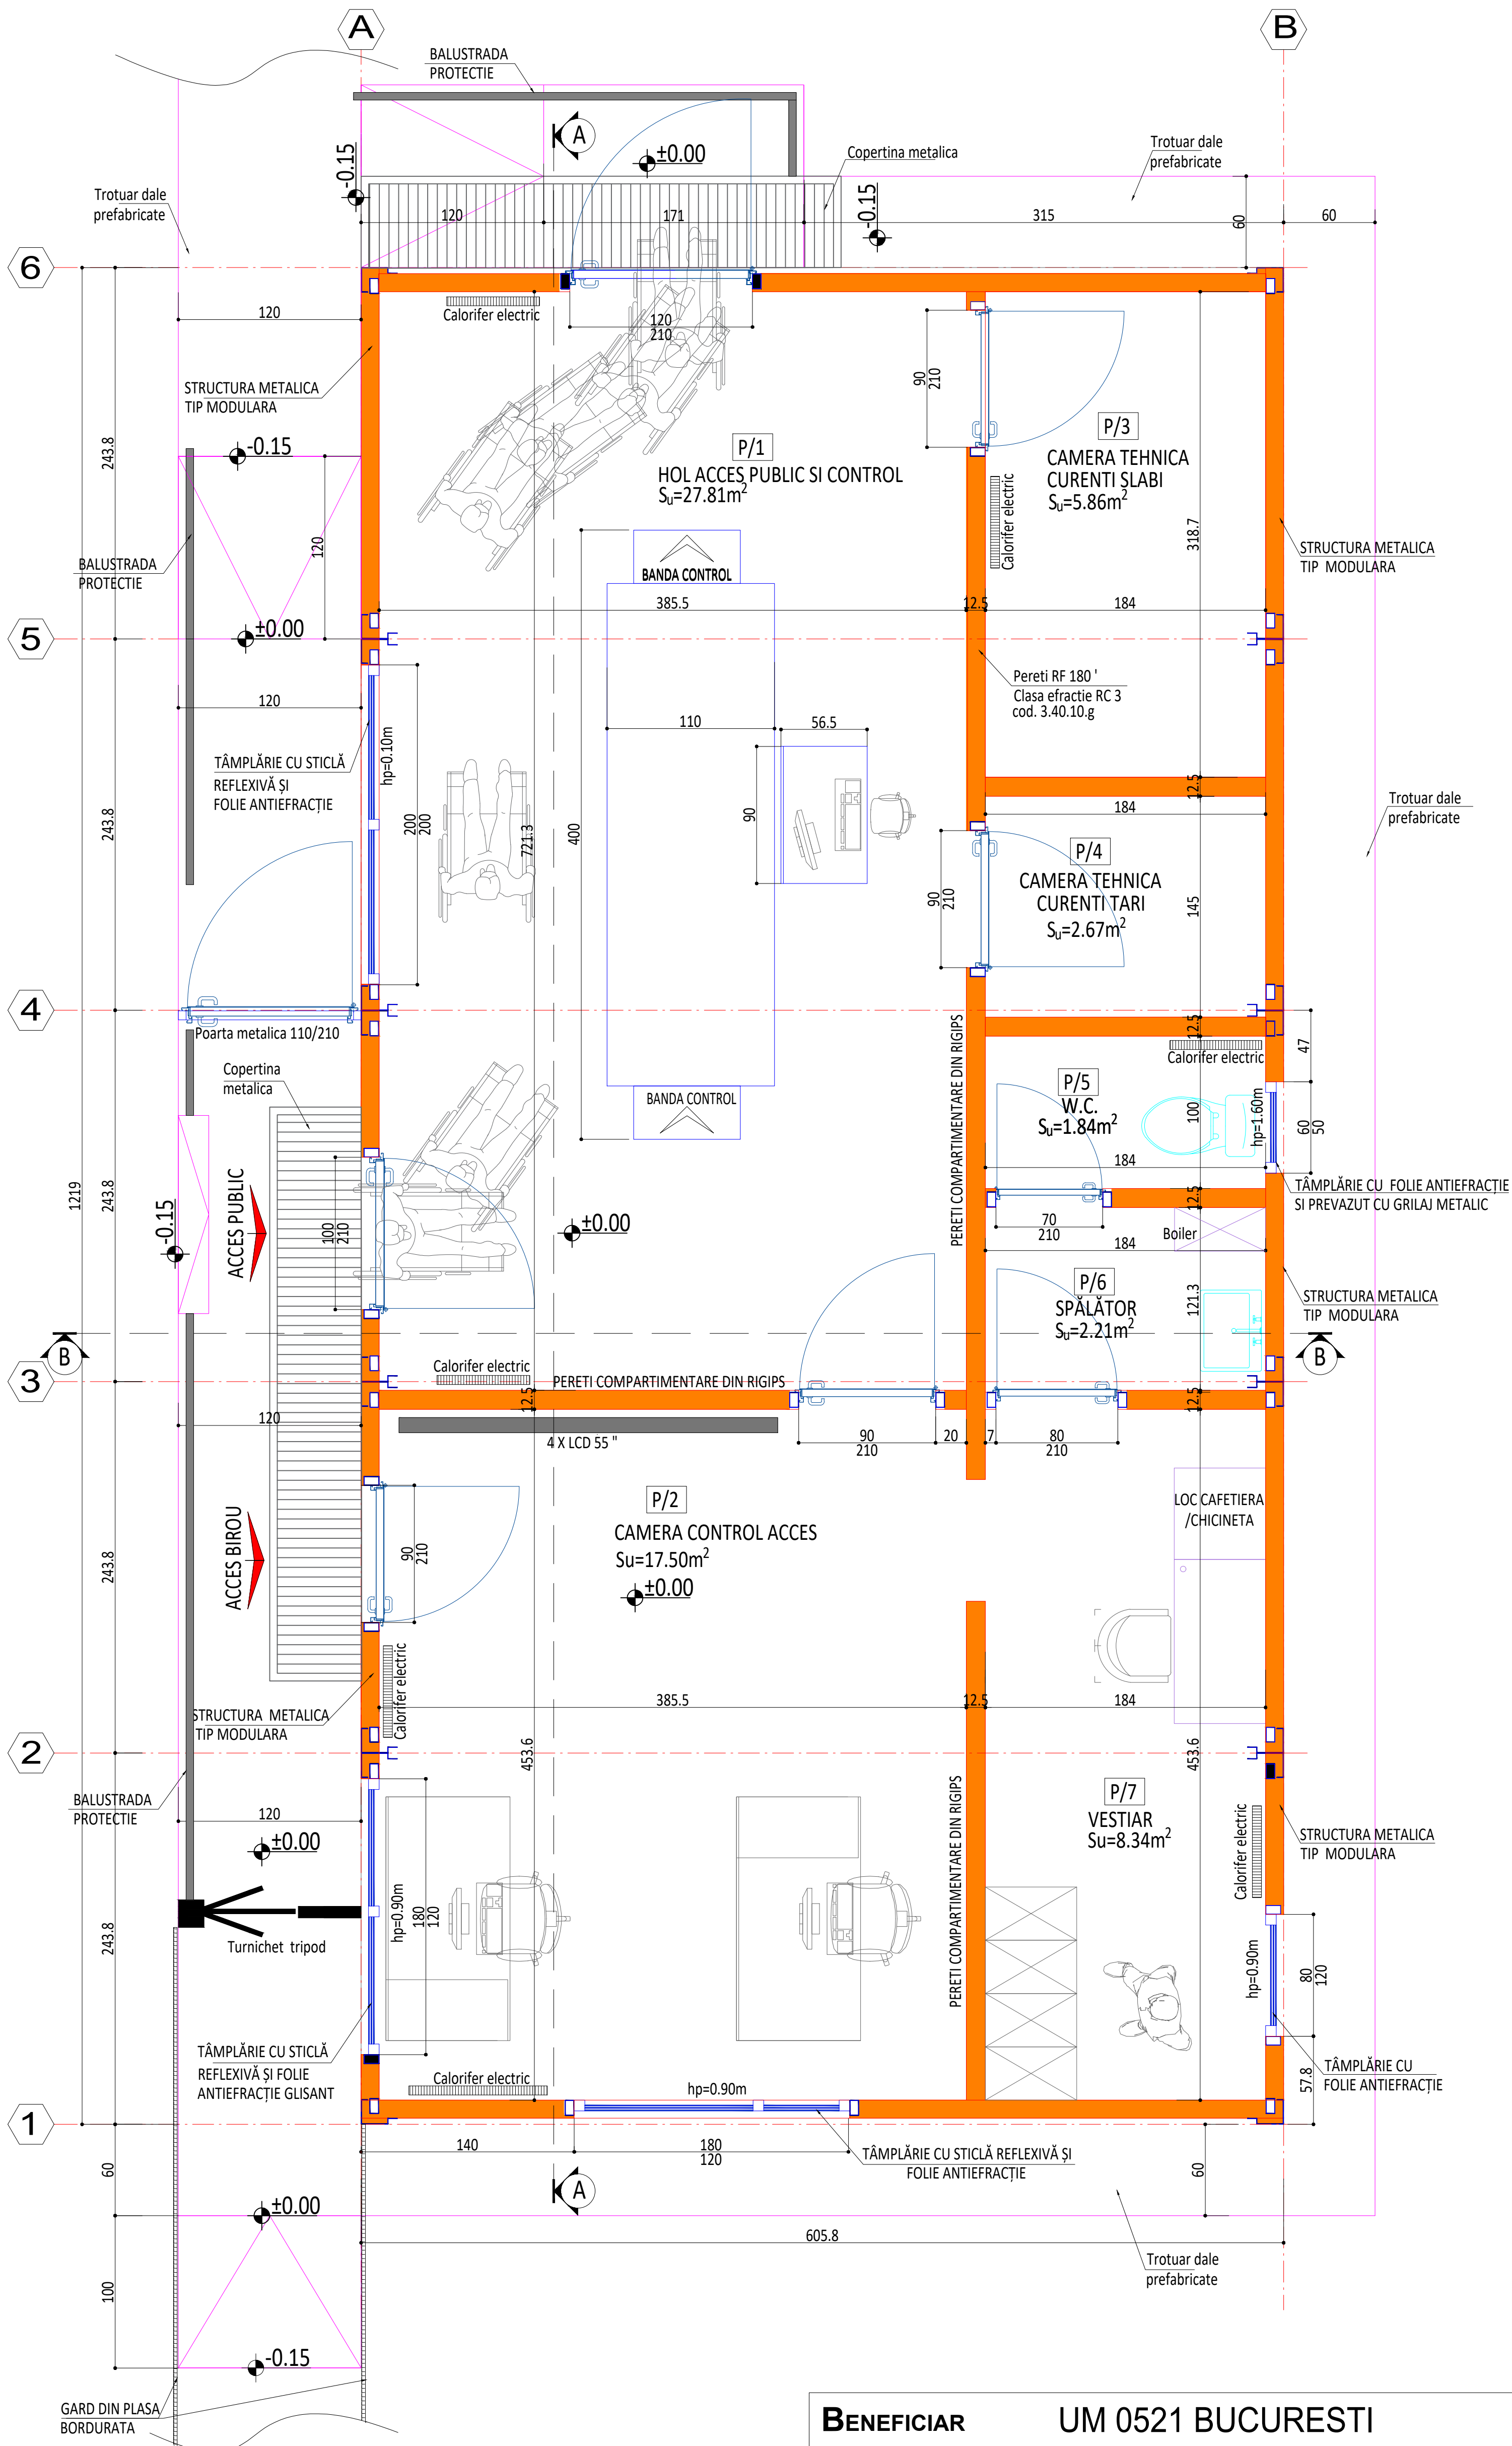 A
B
BALUSTRADA
PROTECTIE
A
±0.00
-0.15
Copertina metalica
Trotuar dale
prefabricate
Trotuar dale
prefabricate
-0.15
120
171
315
60
60
6
120
Calorifer electric
120
210
STRUCTURA METALICA
TIP MODULARA
90
210
P/1
HOL ACCES PUBLIC SI CONTROL
Su=27.81m²
P/3
CAMERA TEHNICA
CURENTI SLABI
Su=5.86m²
243.8
-0.15
Calorifer electric
318.7
BALUSTRADA
PROTECTIE
120
STRUCTURA METALICA
TIP MODULARA
BANDA CONTROL
385.5
12.5
184
5
±0.00
Pereti RF 180 '
Clasa efractie RC 3
cod. 3.40.10.g
120
110
56.5
hp=0.10m
TÂMPLĂRIE CU STICLĂ
REFLEXIVĂ ȘI
FOLIE ANTIEFRACȚIE
243.8
200
200
721.3
400
90
12.5
184
Trotuar dale
prefabricate
P/4
CAMERA TEHNICA
CURENTI TARI
Su=2.67m²
90
210
145
4
Poarta metalica 110/210
12.5
47
PERETI COMPARTIMENTARE DIN RIGIPS
Calorifer electric
Copertina
metalica
BANDA CONTROL
P/5
W.C.
Su=1.84m²
100
hp=1.60m
60
50
184
1219
243.8
ACCES PUBLIC
-0.15
100
210
±0.00
12.5
TÂMPLĂRIE CU FOLIE ANTIEFRACȚIE
SI PREVAZUT CU GRILAJ METALIC
70
210
Boiler
184
P/6
SPĂLĂTOR
Su=2.21m²
121.3
STRUCTURA METALICA
TIP MODULARA
B
B
3
Calorifer electric
PERETI COMPARTIMENTARE DIN RIGIPS
12.5
12.5
120
4 X LCD 55 "
90
210
20
7
80
210
P/2
CAMERA CONTROL ACCES
Su=17.50m²
±0.00
LOC CAFETIERA
/CHICINETA
243.8
ACCES BIROU
90
210
Calorifer electric
STRUCTURA METALICA
TIP MODULARA
385.5
12.5
184
2
453.6
453.6
BALUSTRADA
PROTECTIE
120
±0.00
P/7
VESTIAR
Su=8.34m²
STRUCTURA METALICA
TIP MODULARA
Calorifer electric
PERETI COMPARTIMENTARE DIN RIGIPS
243.8
Turnichet tripod
hp=0.90m
180
120
hp=0.90m
80
120
TÂMPLĂRIE CU STICLĂ
REFLEXIVĂ ȘI FOLIE
ANTIEFRACȚIE GLISANT
Calorifer electric
hp=0.90m
TÂMPLĂRIE CU
FOLIE ANTIEFRACȚIE
57.8
1
140
180
120
TÂMPLĂRIE CU STICLĂ REFLEXIVĂ ȘI
FOLIE ANTIEFRACȚIE
60
60
A
±0.00
605.8
Trotuar dale
prefabricate
100
-0.15
GARD DIN PLASA
BORDURATA
BENEFICIAR UM 0521 BUCURESTI